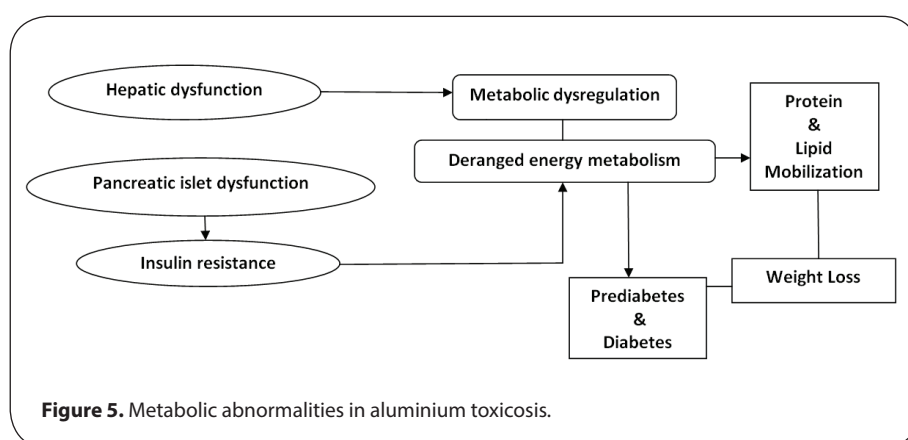 Hepatic dysfunction
Metabolic dysregulation
Protein
&
Lipid
Mobilization
Deranged energy metabolism
Pancreatic islet dysfunction
Insulin resistance
Weight Loss
Prediabetes
&
Diabetes
Figure 5. Metabolic abnormalities in aluminium toxicosis.